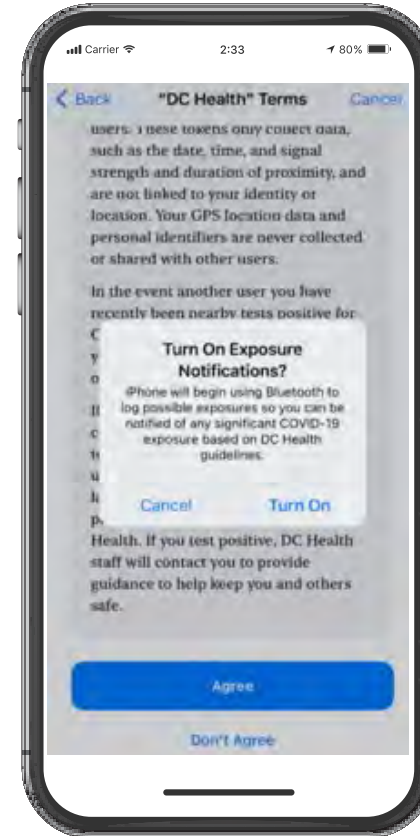 Carrier 2:33 80%
Back "DC Health" Terms Cancel
users. These tokens only collect data,
such as the date, time, and signal
strength and duration of proximity, and
are not linked to your identity or
location. Your GPS location data and
personal identifiers are never collected
or shared with other users.
In the event another user you have
recently been nearby tests positive for
Turn On Exposure
Notifications?
iPhone will begin using Bluetooth to
log possible exposures so you can be
notified of any significant COVID-19
exposure based on DC Health
guidelines.
Cancel Turn On
Health. If you test positive, DC Health
staff will contact you to provide
guidance to help keep you and others
safe.
Agree
Don't Agree